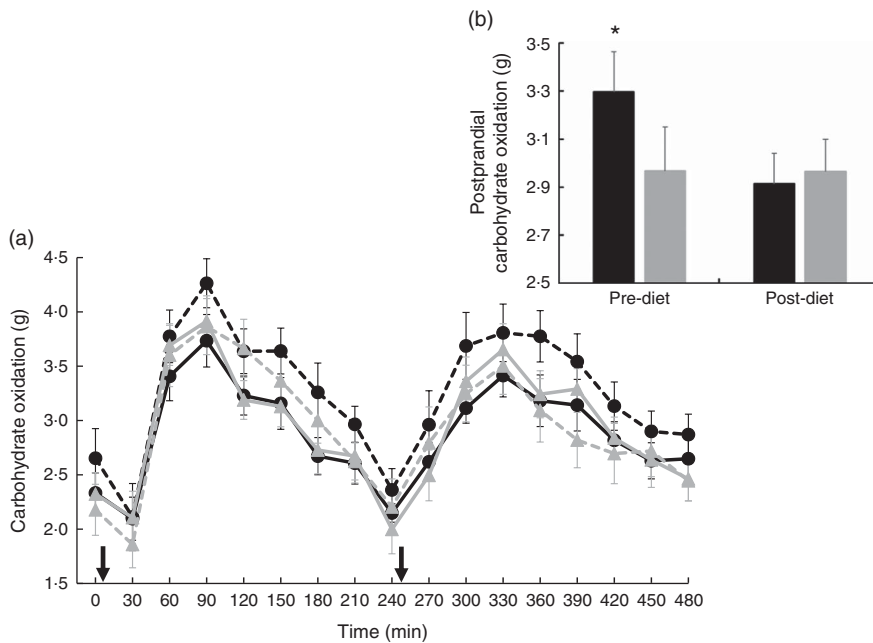 (b)
*
Postprandial
carbohydrate oxidation (g)
3·5
3·3
3·1
2·9
2·7
2·5
Pre-diet Post-diet
(a)
Carbohydrate oxidation (g)
4·5
4·0
3·5
3·0
2·5
2·0
1·5
0 30 60 90 120 150 180 210 240 270 300 330 360 390 420 450 480
Time (min)